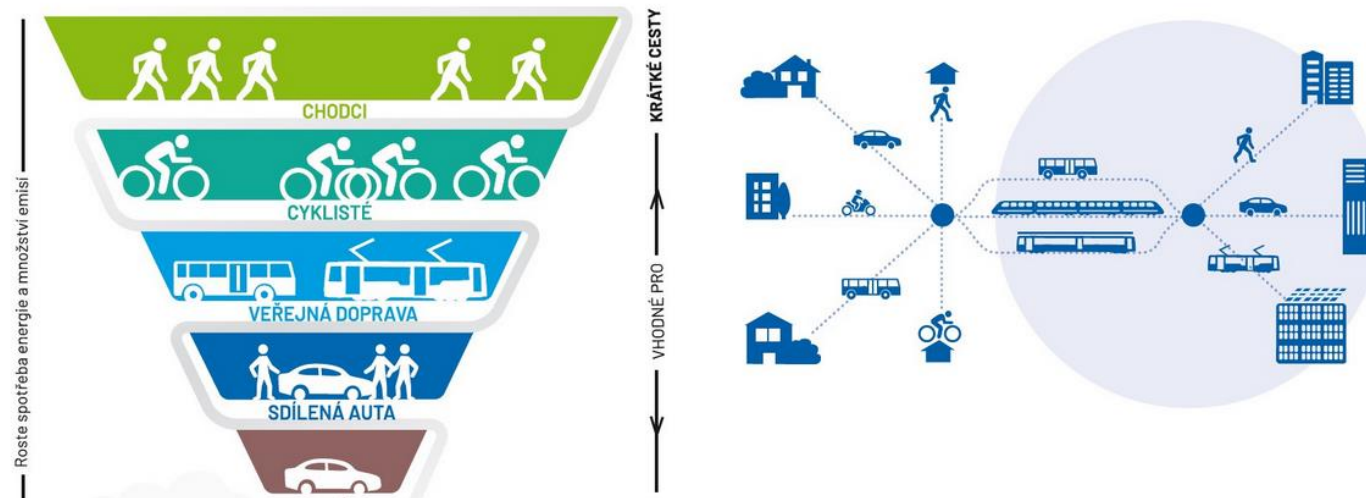 Roste spotřeba energie a množství emisí
CHODCI
CYKLISTÉ
VEŘEJNÁ DOPRAVA
SDÍLENÁ AUTA
KRÁTKÉ CESTY
VHODNÉ PRO